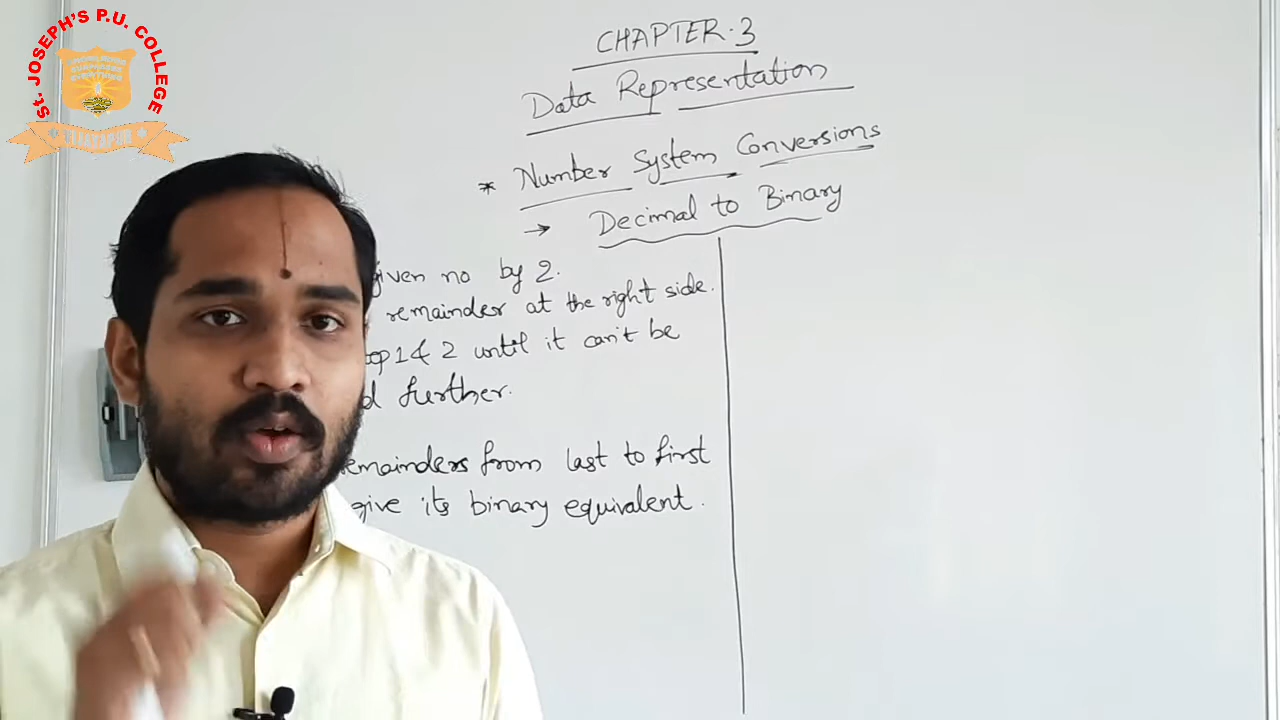 St. JOSEPH'S P.U. COLLEGE
CHAPTER.3
Data Representation
* Number System Conversions
→ Decimal to Binary
given no by 2.
remainder at the right side.
1 & 2 until it can't be
further.
remainders from last to first
give its binary equivalent.